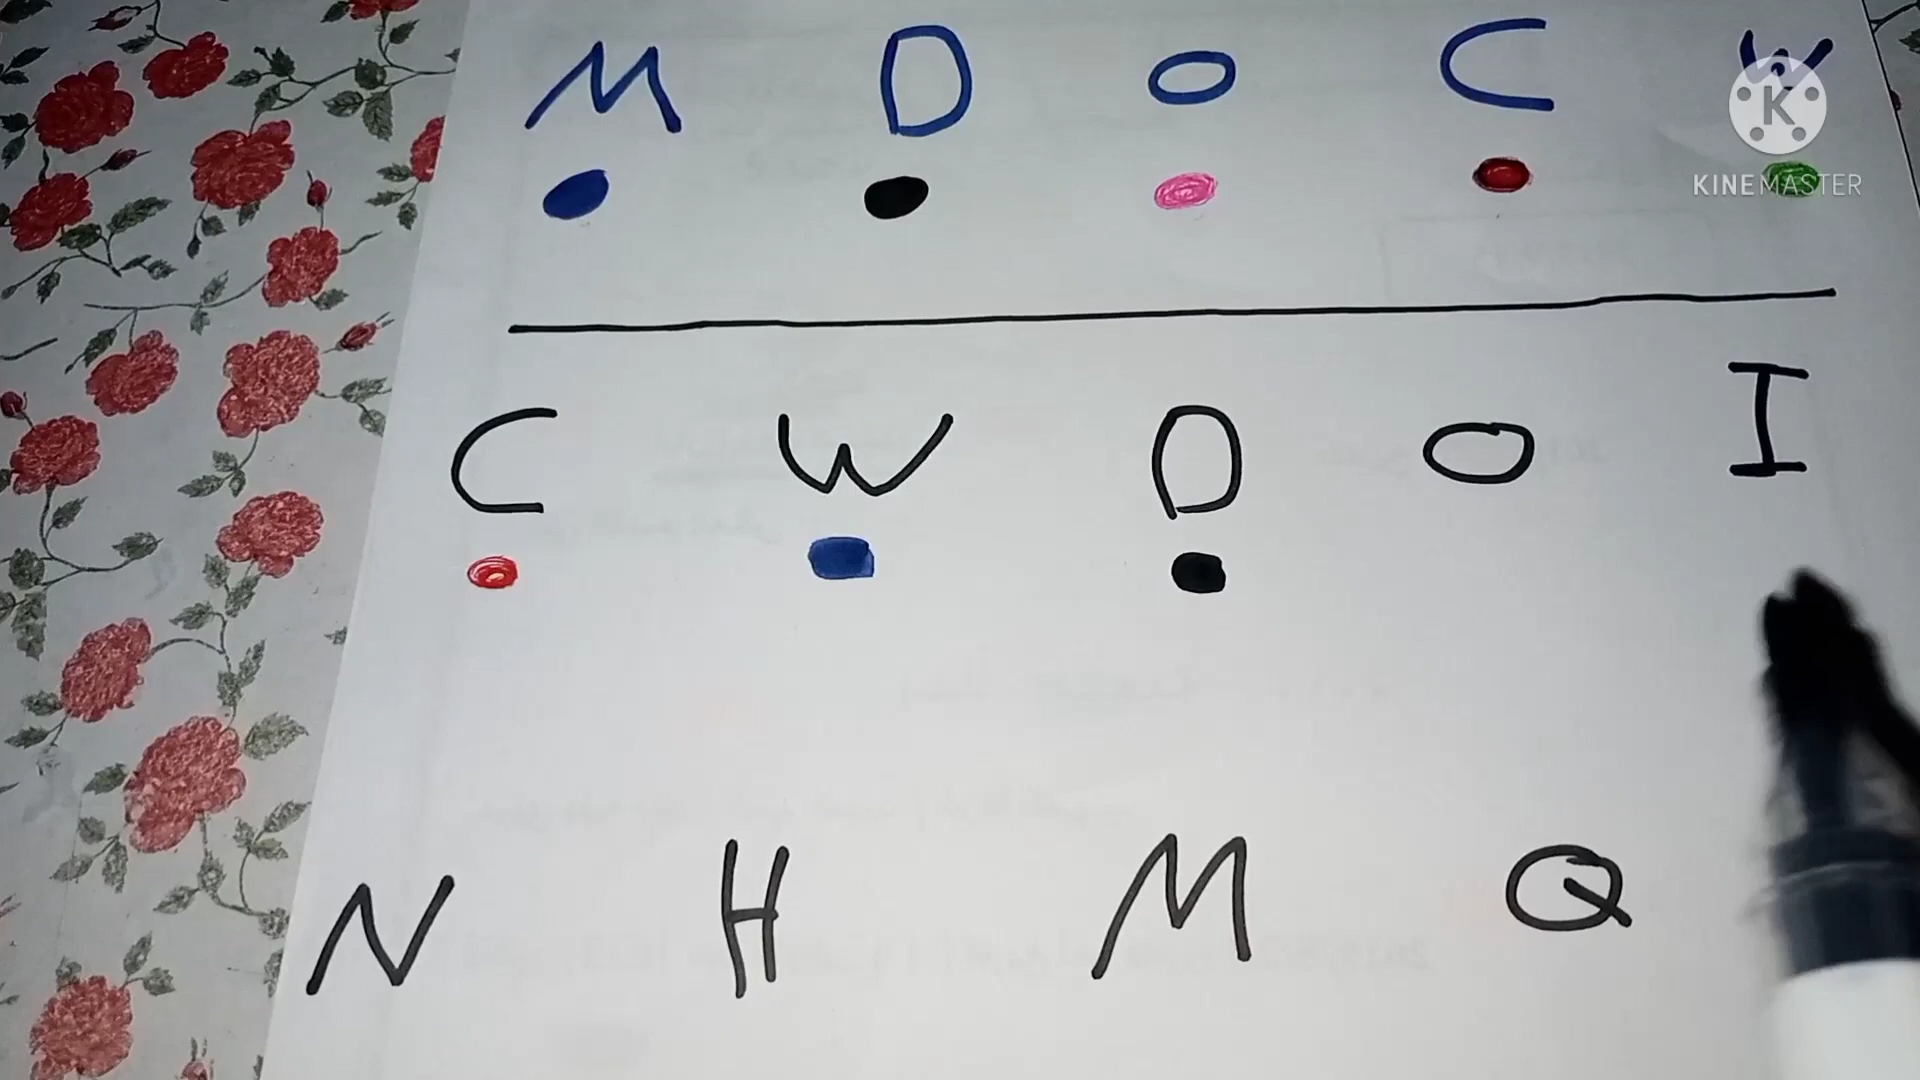 M D O C W
K
KINEMASTER
C W D O I
N H M Q